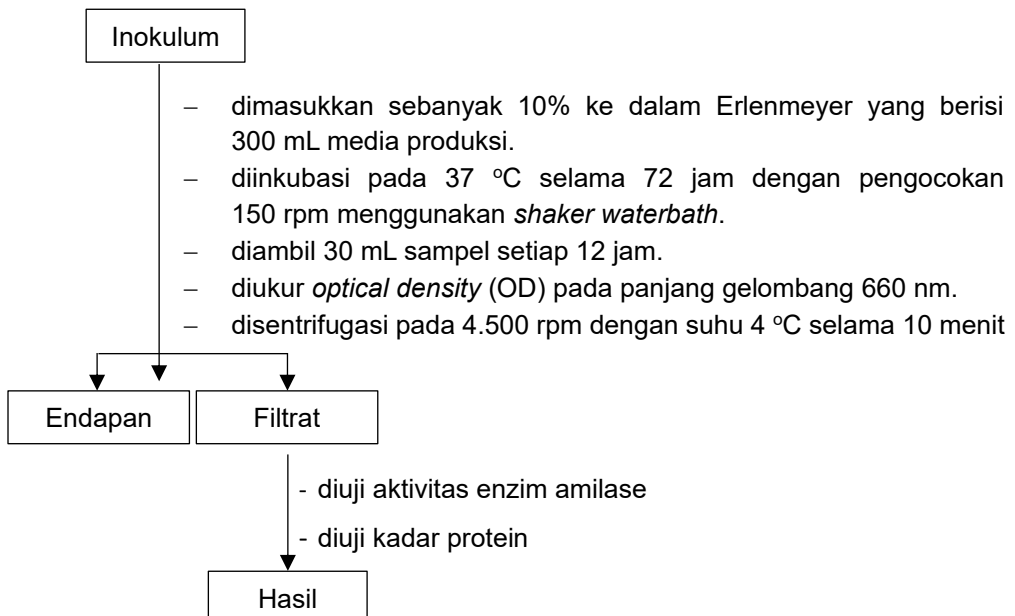 Inokulum
– dimasukkan sebanyak 10% ke dalam Erlenmeyer yang berisi
300 mL media produksi.
– diinkubasi pada 37 °C selama 72 jam dengan pengocokan
150 rpm menggunakan shaker waterbath.
– diambil 30 mL sampel setiap 12 jam.
– diukur optical density (OD) pada panjang gelombang 660 nm.
– disentrifugasi pada 4.500 rpm dengan suhu 4 °C selama 10 menit
Endapan
Filtrat
- diuji aktivitas enzim amilase
- diuji kadar protein
Hasil